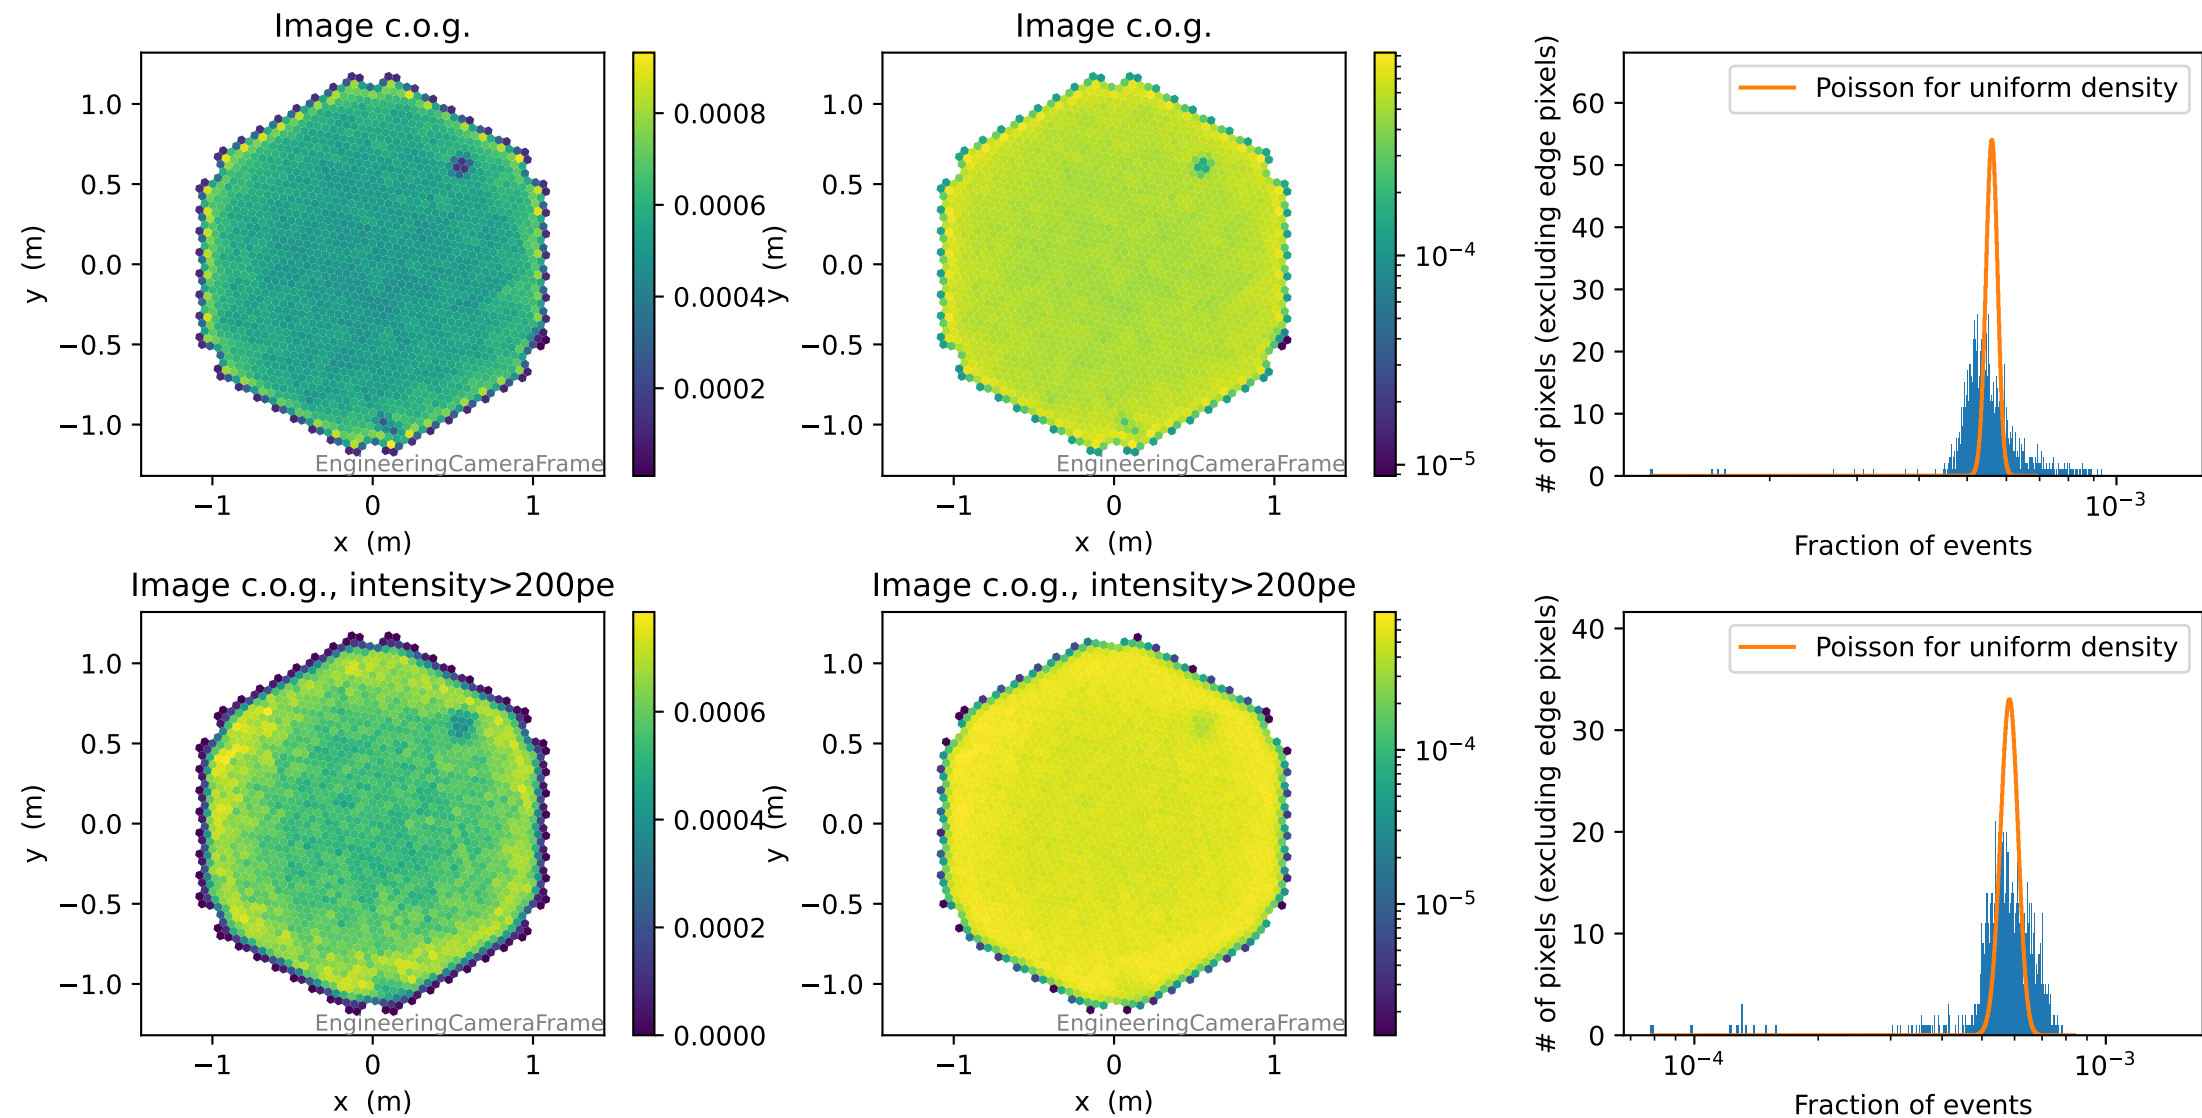 Image c.o.g.
1.0
0.5
0.0
−0.5
−1.0
y (m)
−1
0
1
x (m)
EngineeringCameraFrame
0.0008
0.0006
0.0004
0.0002
Image c.o.g.
1.0
0.5
0.0
−0.5
−1.0
y (m)
−1
0
1
x (m)
EngineeringCameraFrame
10⁻⁴
10⁻⁵
# of pixels (excluding edge pixels)
60
50
40
30
20
10
0
Poisson for uniform density
10⁻³
Fraction of events
Image c.o.g., intensity>200pe
1.0
0.5
0.0
−0.5
−1.0
y (m)
−1
0
1
x (m)
EngineeringCameraFrame
0.0006
0.0004
0.0002
0.0000
Image c.o.g., intensity>200pe
1.0
0.5
0.0
−0.5
−1.0
y (m)
−1
0
1
x (m)
EngineeringCameraFrame
10⁻⁴
10⁻⁵
# of pixels (excluding edge pixels)
40
30
20
10
0
Poisson for uniform density
10⁻⁴
10⁻³
Fraction of events